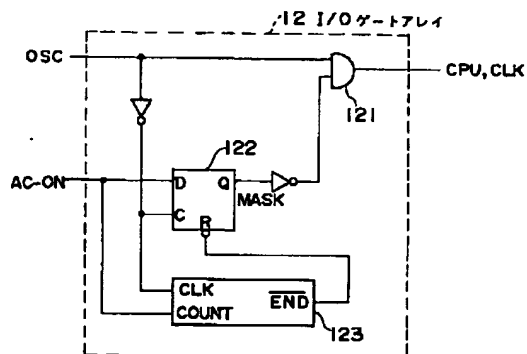 12 I/O ゲートアレイ
OSC
CPU, CLK
121
122
AC-ON
D
Q
MASK
C
R
CLK
END
COUNT
123